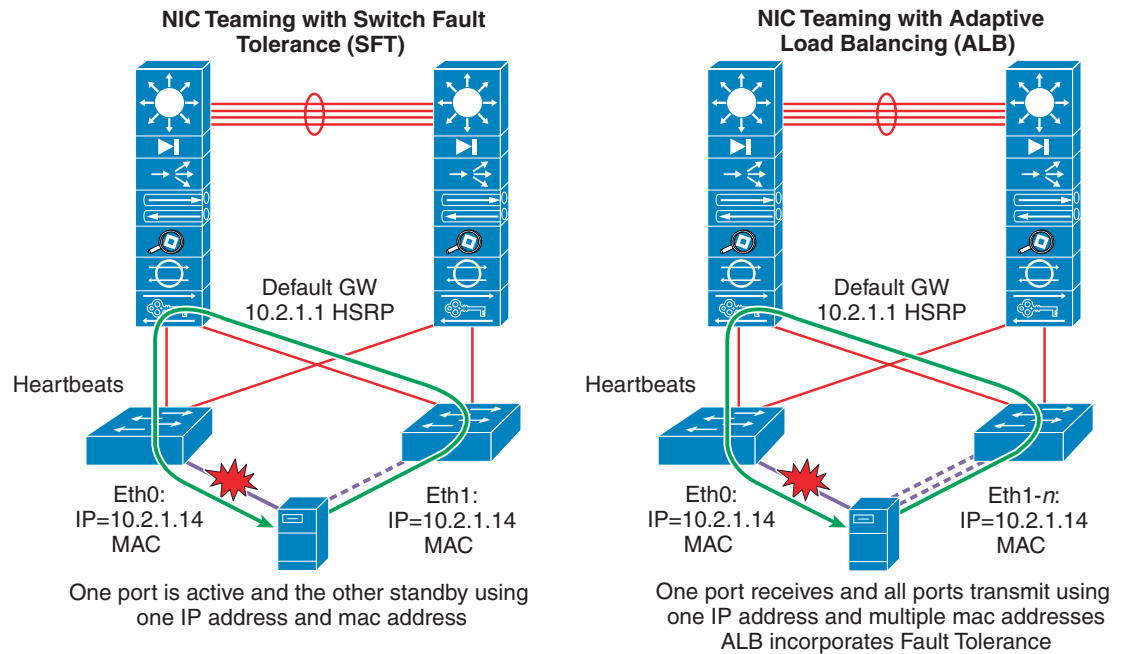 NIC Teaming with Switch Fault
Tolerance (SFT)
Default GW
10.2.1.1 HSRP
Heartbeats
Eth0:
IP=10.2.1.14
MAC
Eth1:
IP=10.2.1.14
MAC
One port is active and the other standby using
one IP address and mac address
NIC Teaming with Adaptive
Load Balancing (ALB)
Default GW
10.2.1.1 HSRP
Heartbeats
Eth0:
IP=10.2.1.14
MAC
Eth1-n:
IP=10.2.1.14
MAC
One port receives and all ports transmit using
one IP address and multiple mac addresses
ALB incorporates Fault Tolerance